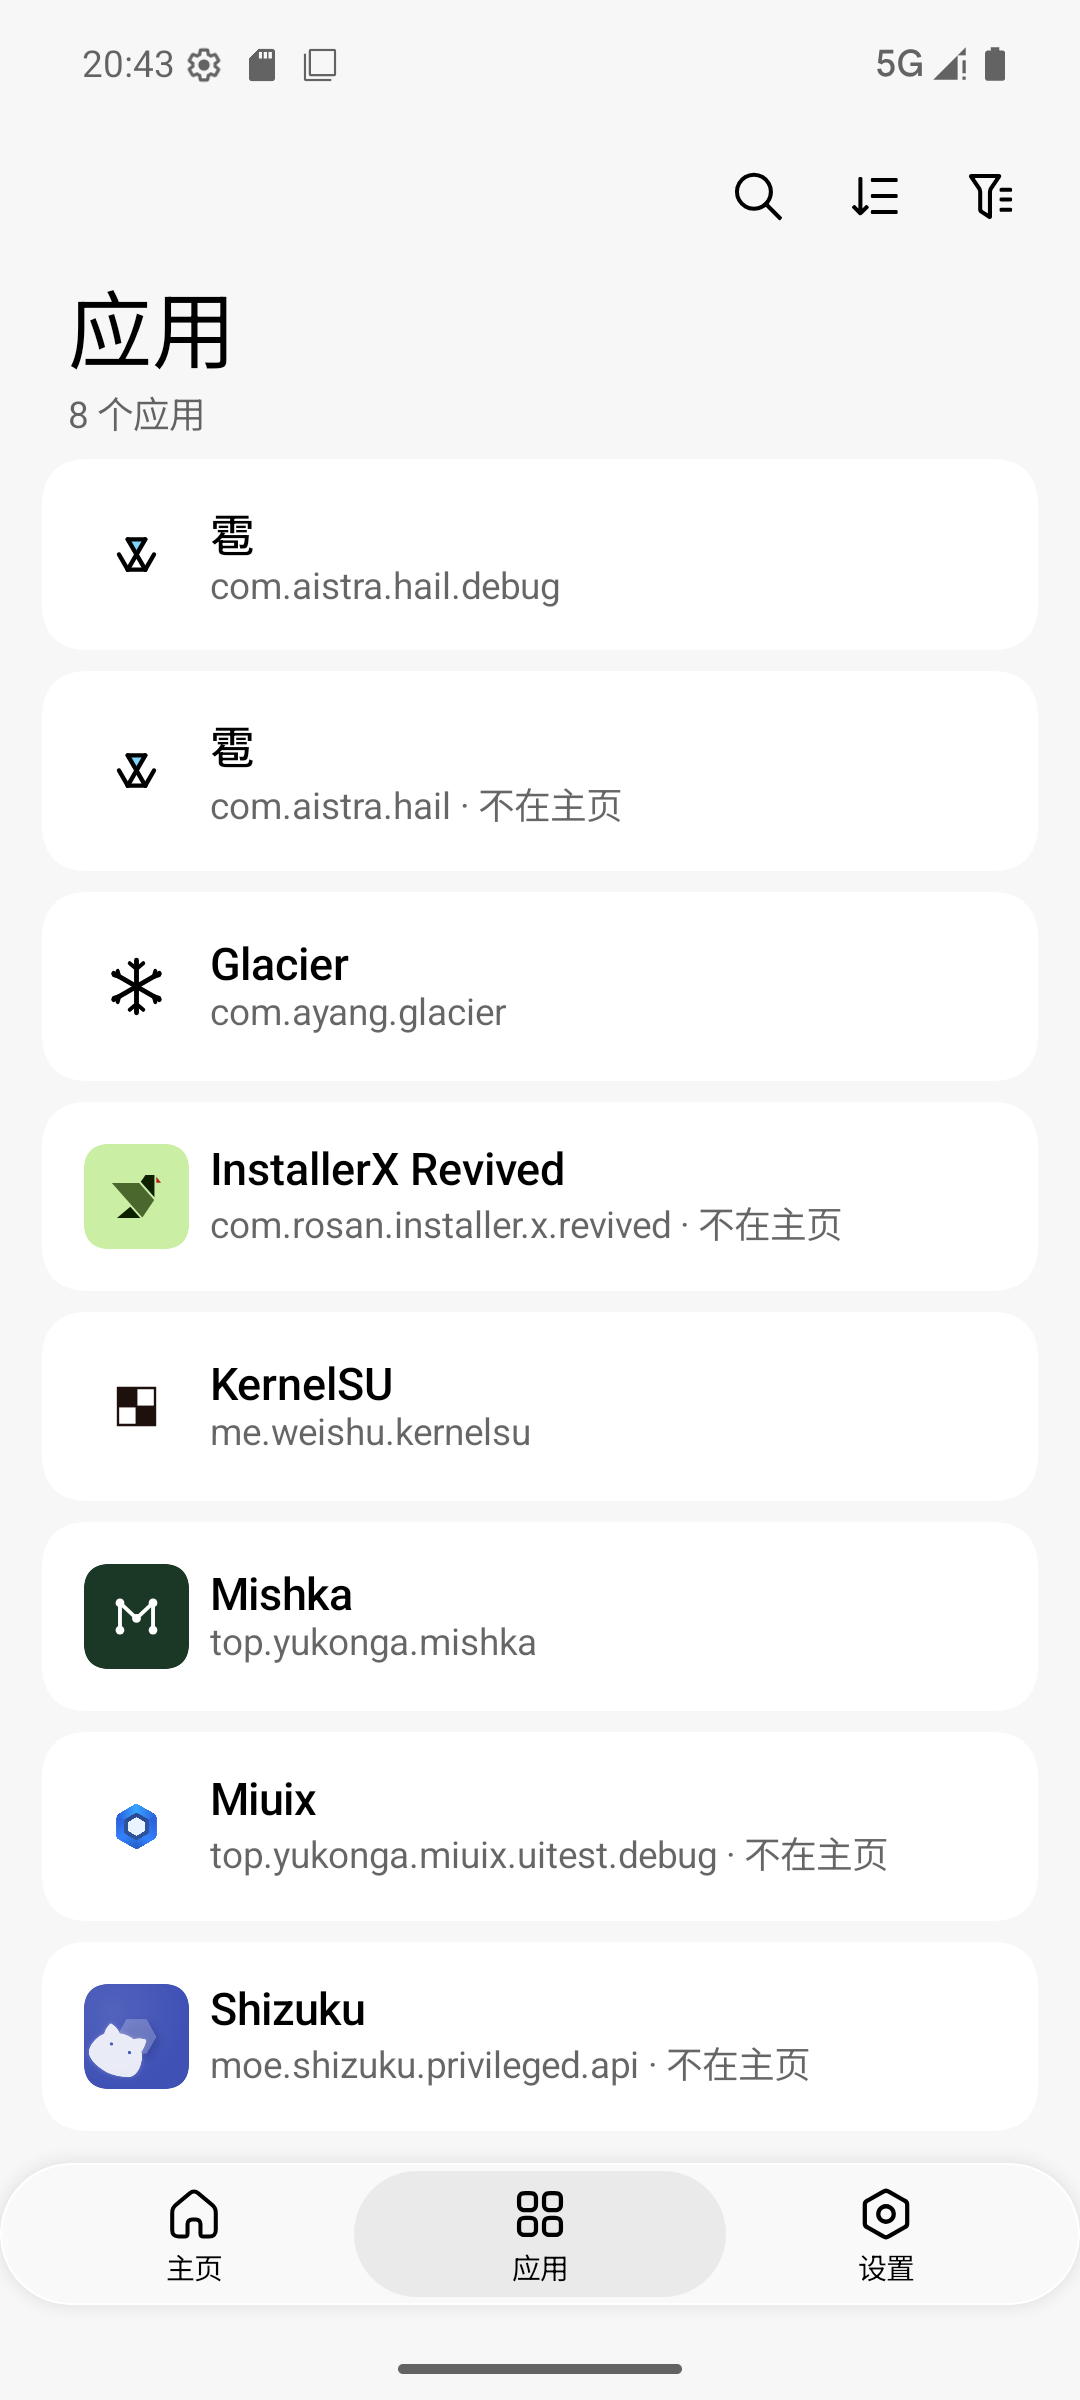 20:43
5G
应用
8 个应用
雹
com.aistra.hail.debug
雹
com.aistra.hail · 不在主页
Glacier
com.ayang.glacier
InstallerX Revived
com.rosan.installer.x.revived · 不在主页
KernelSU
me.weishu.kernelsu
Mishka
top.yukonga.mishka
Miuix
top.yukonga.miuix.uitest.debug · 不在主页
Shizuku
moe.shizuku.privileged.api · 不在主页
主页
应用
设置